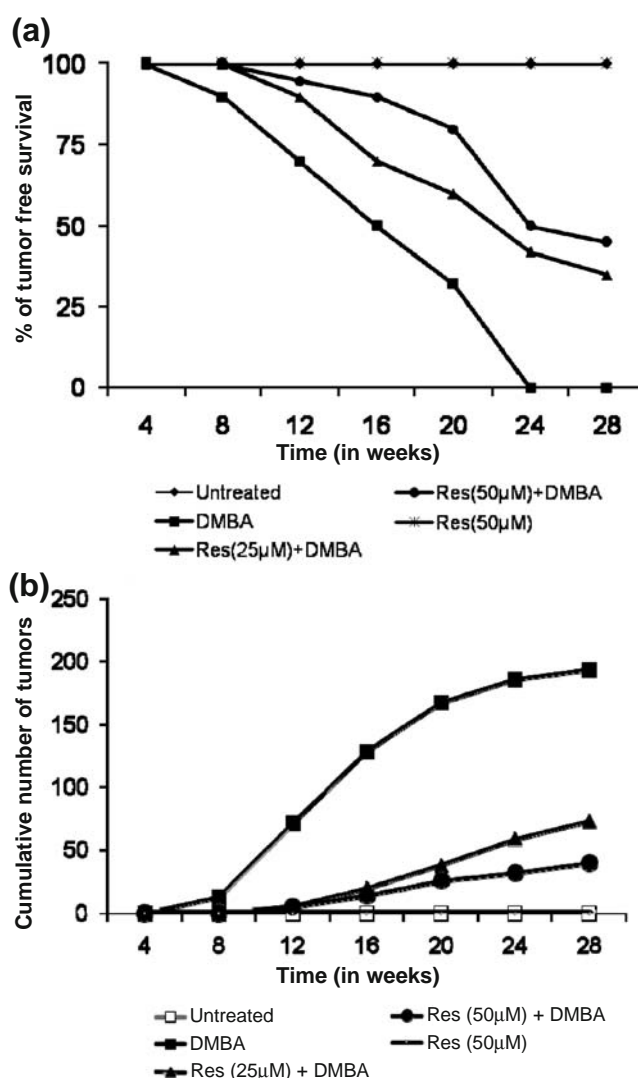 (a)
% of tumor free survival
100
75
50
25
0
4 8 12 16 20 24 28
Time (in weeks)
Untreated Res(50µM)+DMBA
DMBA Res(50µM)
Res(25µM)+DMBA
(b)
Cumulative number of tumors
250
200
150
100
50
0
4 8 12 16 20 24 28
Time (in weeks)
Untreated Res (50µM) + DMBA
DMBA Res (50µM)
Res (25µM) + DMBA